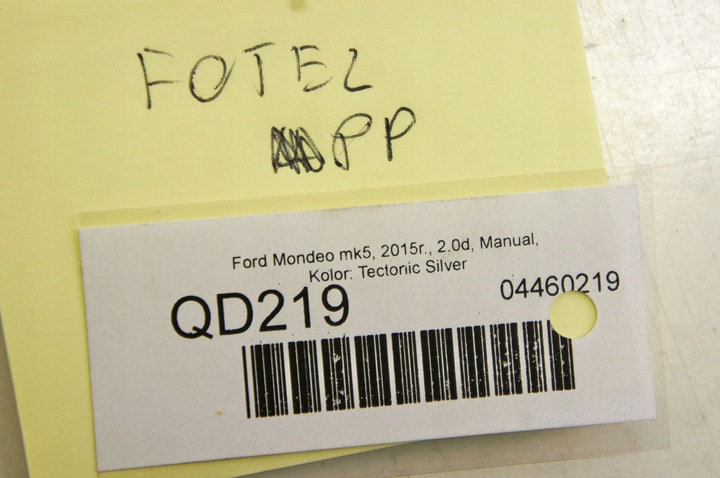 FOTEL
PP
Ford Mondeo mk5, 2015r., 2.0d, Manual,
Kolor: Tectonic Silver
QD219
04460219